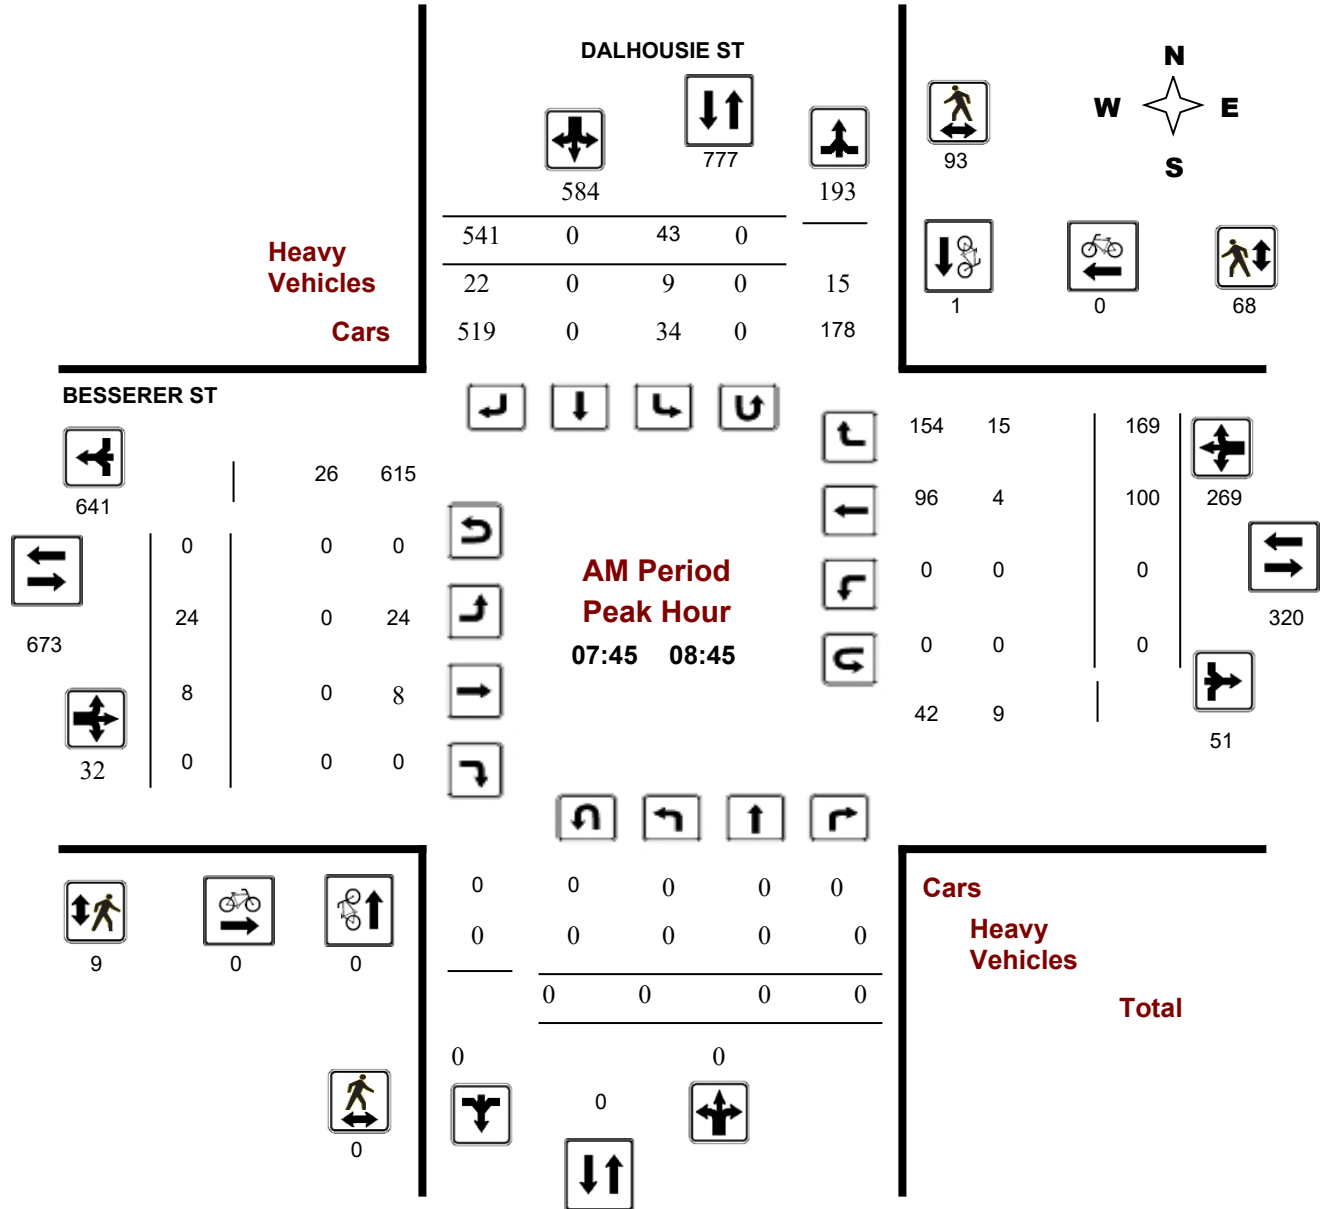 DALHOUSIE ST
N
W E
S
777
93
584
193
541 0 43 0
Heavy
Vehicles
22 0 9 0 15
Cars
519 0 34 0 178
1 0 68
BESSERER ST
154 15 169
26 615
641
96 4 100 269
0 0 0
AM Period
0 0 0
24 0 24
Peak Hour
320
673
07:45 08:45
0 0 0
8 0 8
42 9
51
32
0 0 0
0 0 0 0 0
Cars
0 0 0 0 0
Heavy
Vehicles
9 0 0
0 0 0 0
Total
0 0
0
0